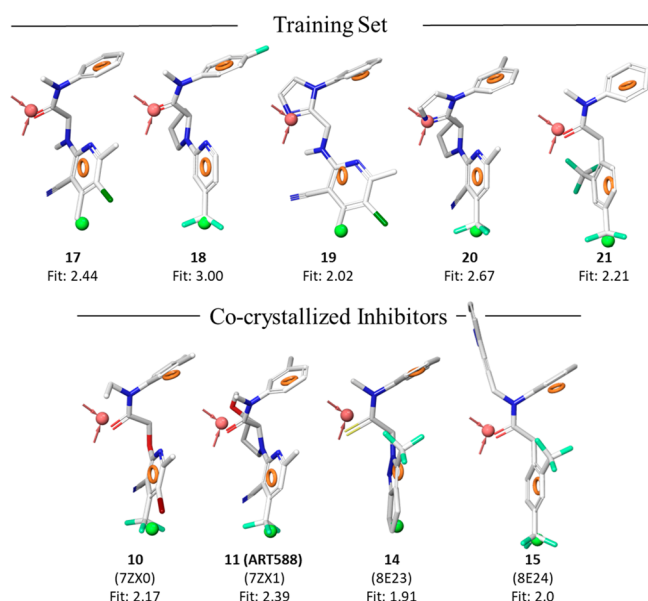 Training Set
17
Fit: 2.44
18
Fit: 3.00
19
Fit: 2.02
20
Fit: 2.67
21
Fit: 2.21
Co-crystallized Inhibitors
10
(7ZX0)
Fit: 2.17
11 (ART588)
(7ZX1)
Fit: 2.39
14
(8E23)
Fit: 1.91
15
(8E24)
Fit: 2.0